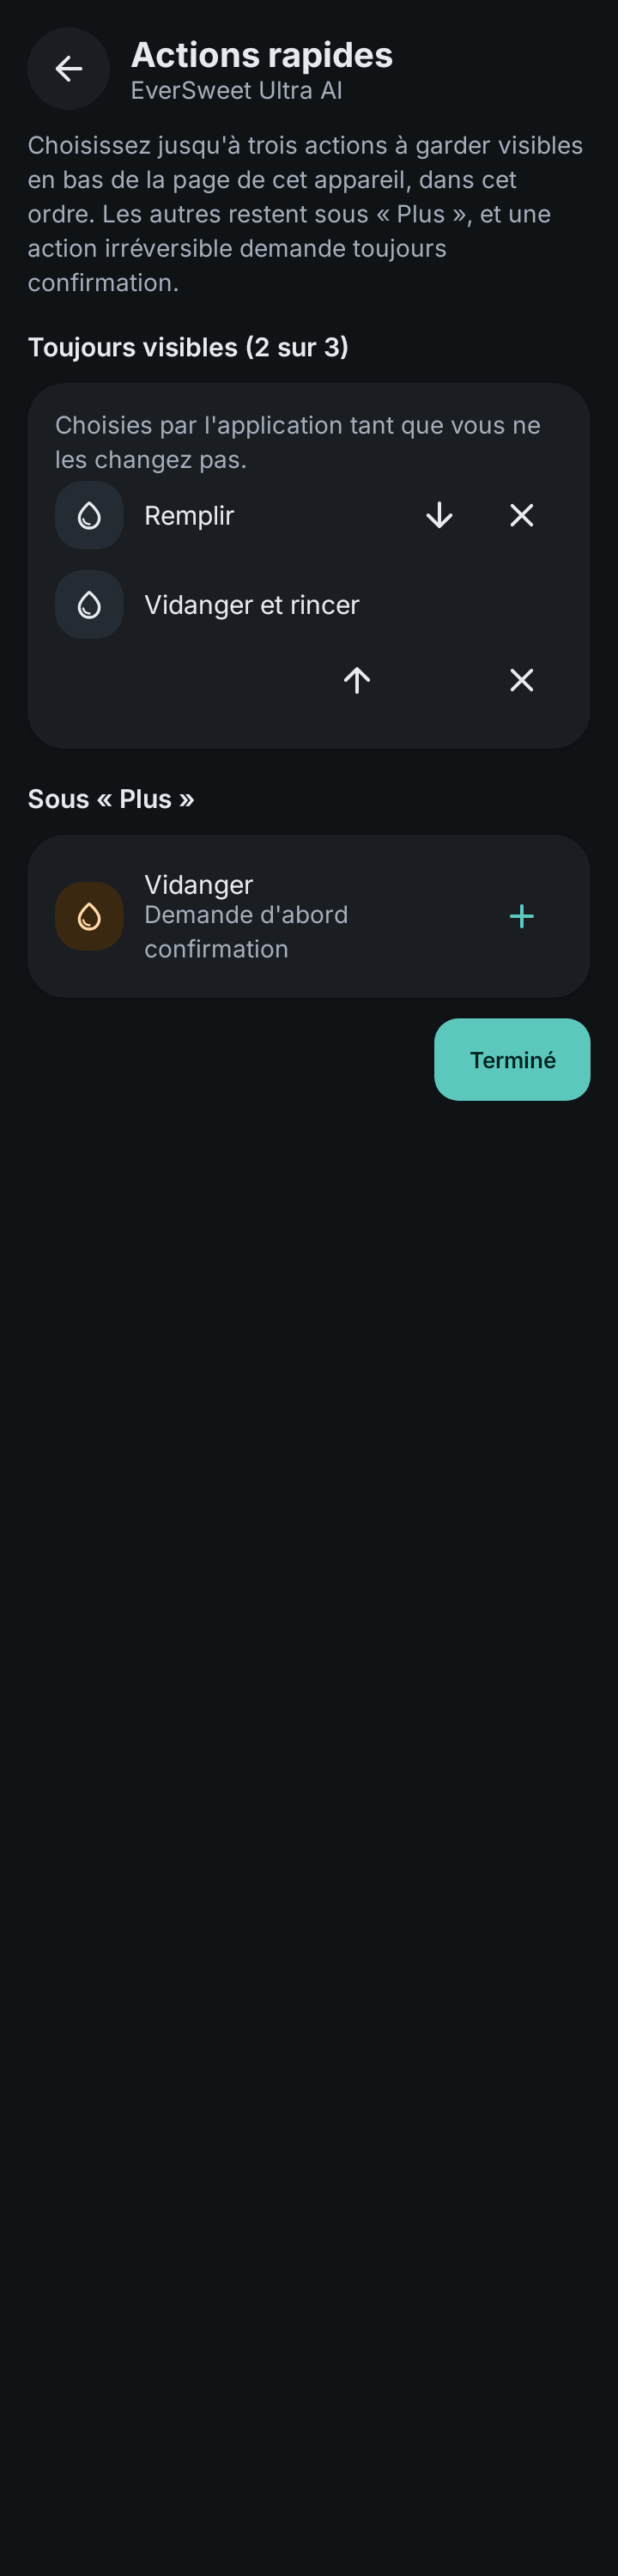 Actions rapides
EverSweet Ultra AI
Choisissez jusqu'à trois actions à garder visibles
en bas de la page de cet appareil, dans cet
ordre. Les autres restent sous « Plus », et une
action irréversible demande toujours
confirmation.
Toujours visibles (2 sur 3)
Choisies par l'application tant que vous ne
les changez pas.
Remplir
Vidanger et rincer
Sous « Plus »
Vidanger
Demande d'abord
confirmation
Terminé